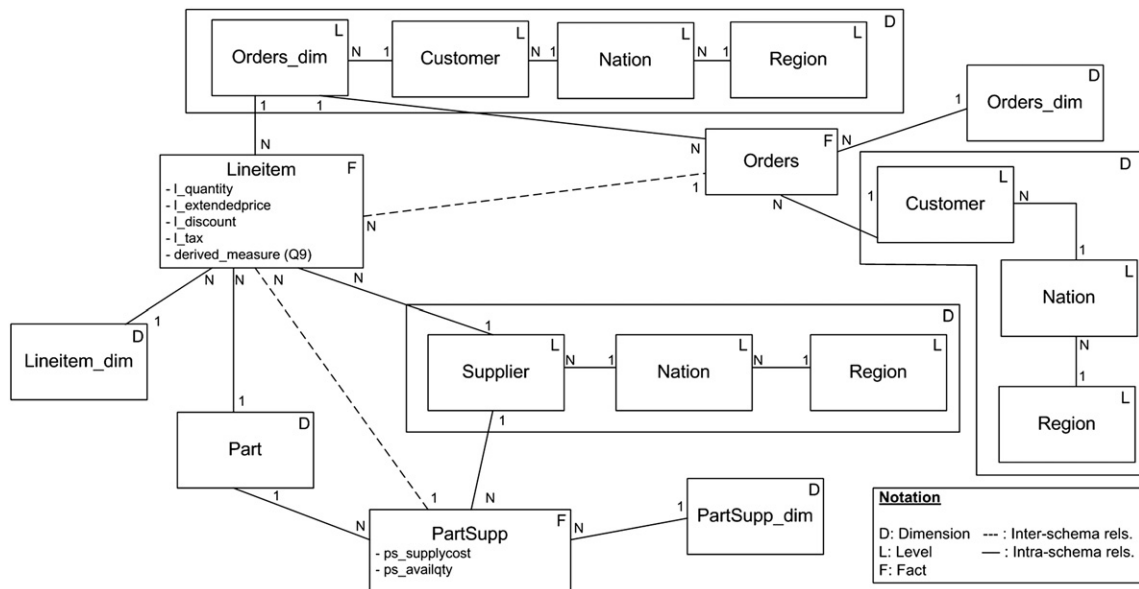 D
L
L
L
L
Orders_dim
N
1
Customer
N
1
Nation
N
1
Region
D
Orders_dim
1
1
1
N
N
N
F
Orders
1
N
Lineitem
F
- l_quantity
- l_extendedprice
- l_discount
- l_tax
- derived_measure (Q9)
N
D
L
Customer
1
N
1
L
Nation
N
1
L
Region
N
N
N
N
1
D
Lineitem_dim
D
1
L
L
L
Supplier
N
1
Nation
N
1
Region
1
1
D
Part
1
N
1
N
PartSupp
F
- ps_supplycost
- ps_availqty
N
1
D
PartSupp_dim
Notation
D: Dimension --- : Inter-schema rels.
L: Level — : Intra-schema rels.
F: Fact